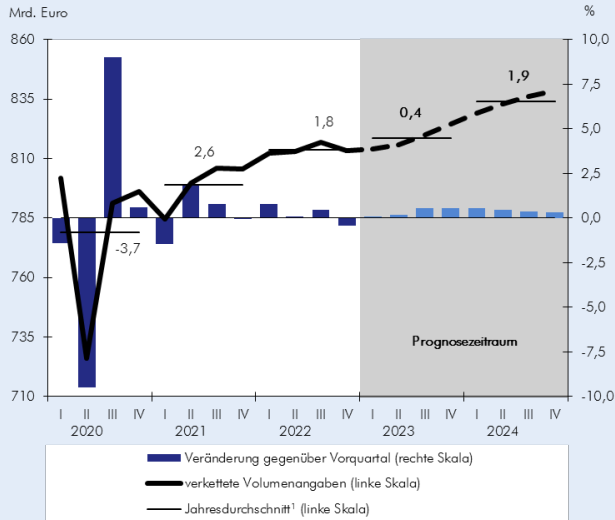 Mrd. Euro %
860 10,0
835 7,5
810 5,0
785 2,5
760 0,0
735 -2,5
710 -5,0
-7,5
-10,0
-3,7
2,6
1,8
0,4
1,9
Prognosezeitraum
I II III IV I II III IV I II III IV I II III IV I II III IV
2020 2021 2022 2023 2024
Veränderung gegenüber Vorquartal (rechte Skala)
verkettete Volumenangaben (linke Skala)
Jahresdurchschnitt¹ (linke Skala)